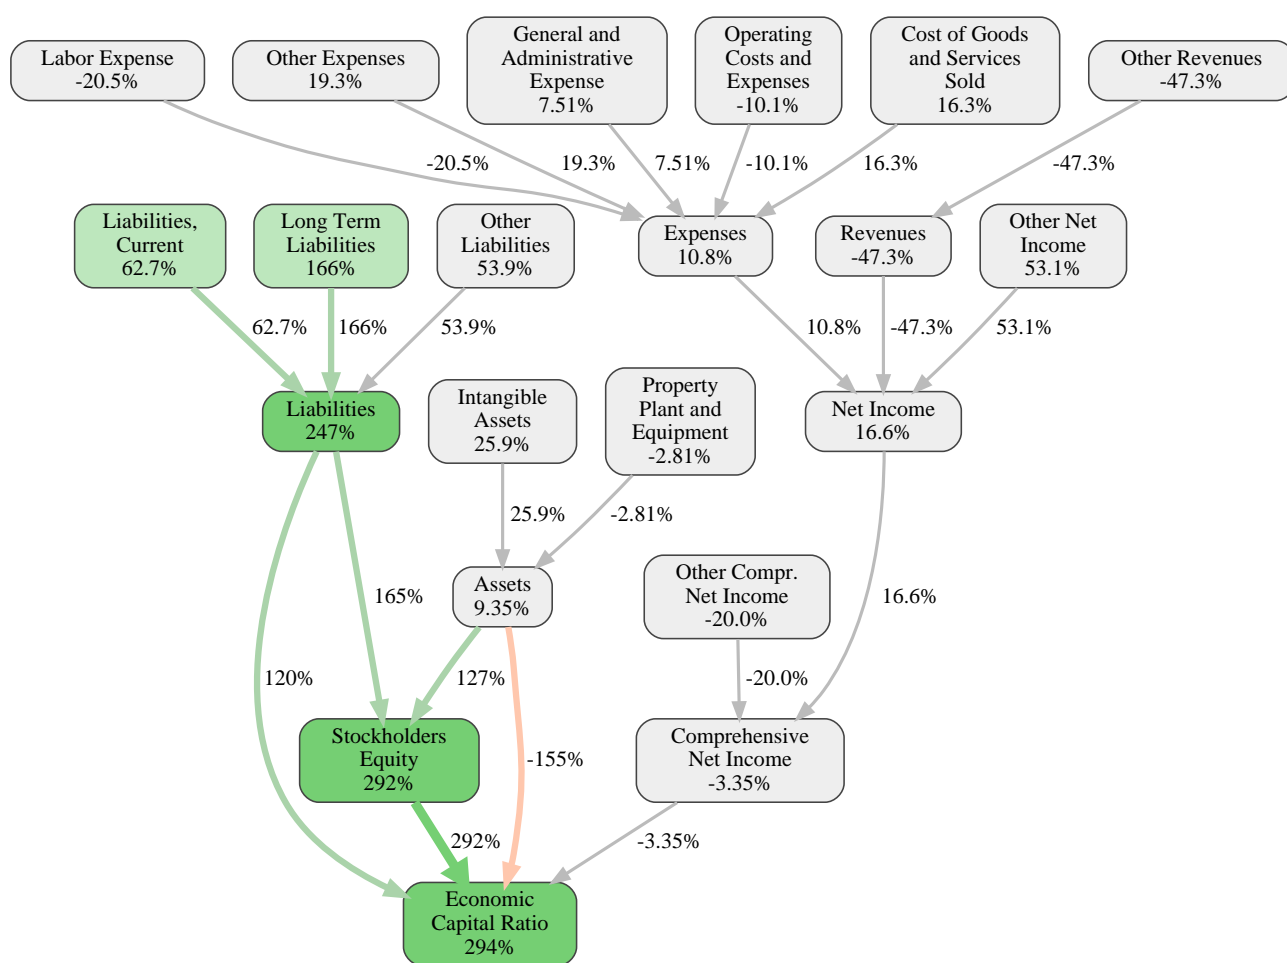 Labor Expense
-20.5%
Other Expenses
19.3%
General and
Administrative
Expense
7.51%
Operating
Costs and
Expenses
-10.1%
Cost of Goods
and Services
Sold
16.3%
Other Revenues
-47.3%
-20.5%
19.3%
7.51%
-10.1%
16.3%
-47.3%
Liabilities,
Current
62.7%
Long Term
Liabilities
166%
Other
Liabilities
53.9%
Expenses
10.8%
Revenues
-47.3%
Other Net
Income
53.1%
62.7%
166%
53.9%
10.8%
-47.3%
53.1%
Liabilities
247%
Intangible
Assets
25.9%
Property
Plant and
Equipment
-2.81%
Net Income
16.6%
25.9%
-2.81%
165%
Assets
9.35%
Other Compr.
Net Income
-20.0%
16.6%
120%
127%
-20.0%
Stockholders
Equity
292%
-155%
Comprehensive
Net Income
-3.35%
292%
-3.35%
Economic
Capital Ratio
294%